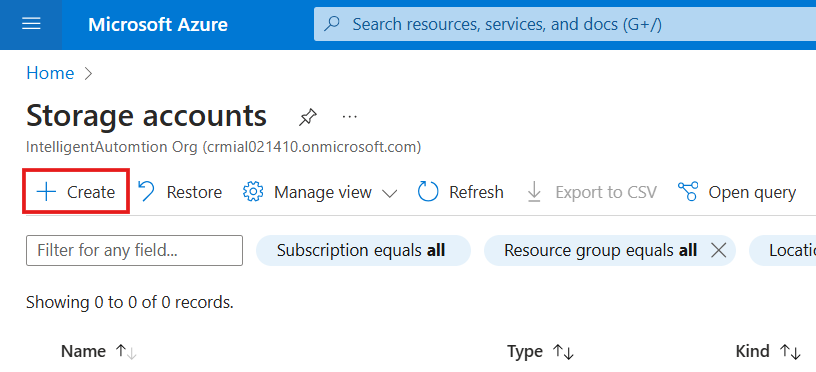 Microsoft Azure
Search resources, services, and docs (G+/)
Home
Storage accounts
IntelligentAutomtion Org (crmial021410.onmicrosoft.com)
Create Restore Manage view Refresh Export to CSV Open query
Filter for any field... Subscription equals all Resource group equals all Locati
Showing 0 to 0 of 0 records.
Name Type Kind